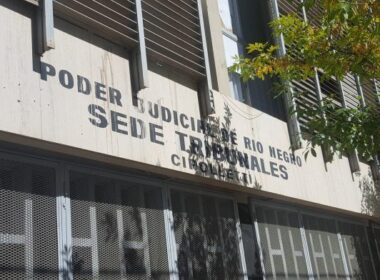 PODER JUDICIAL DE RIO NEGRO
SEDE TRIBUNALES
CIPOLLETTI